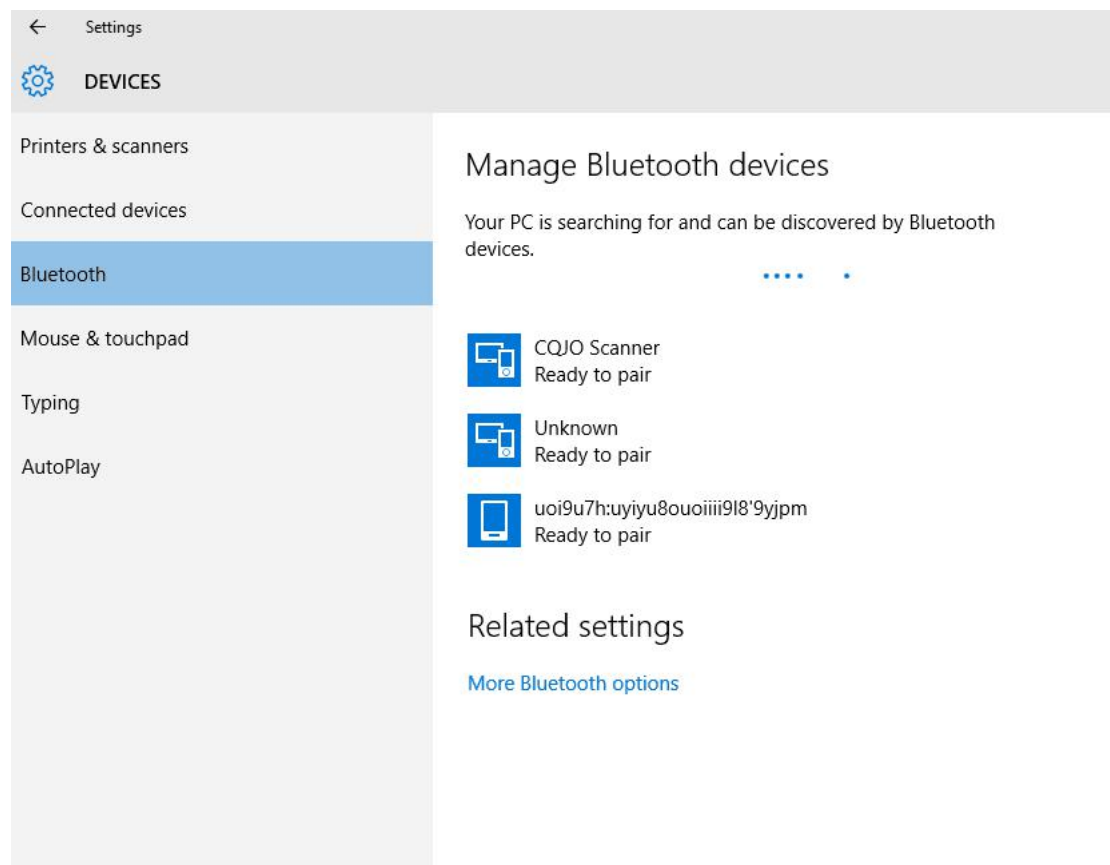 Settings
DEVICES
Printers & scanners
Connected devices
Bluetooth
Mouse & touchpad
Typing
AutoPlay
Manage Bluetooth devices
Your PC is searching for and can be discovered by Bluetooth
devices.
CQJO Scanner
Ready to pair
Unknown
Ready to pair
uoi9u7h:uyiyu8ouoiiii9l8'9yjpm
Ready to pair
Related settings
More Bluetooth options